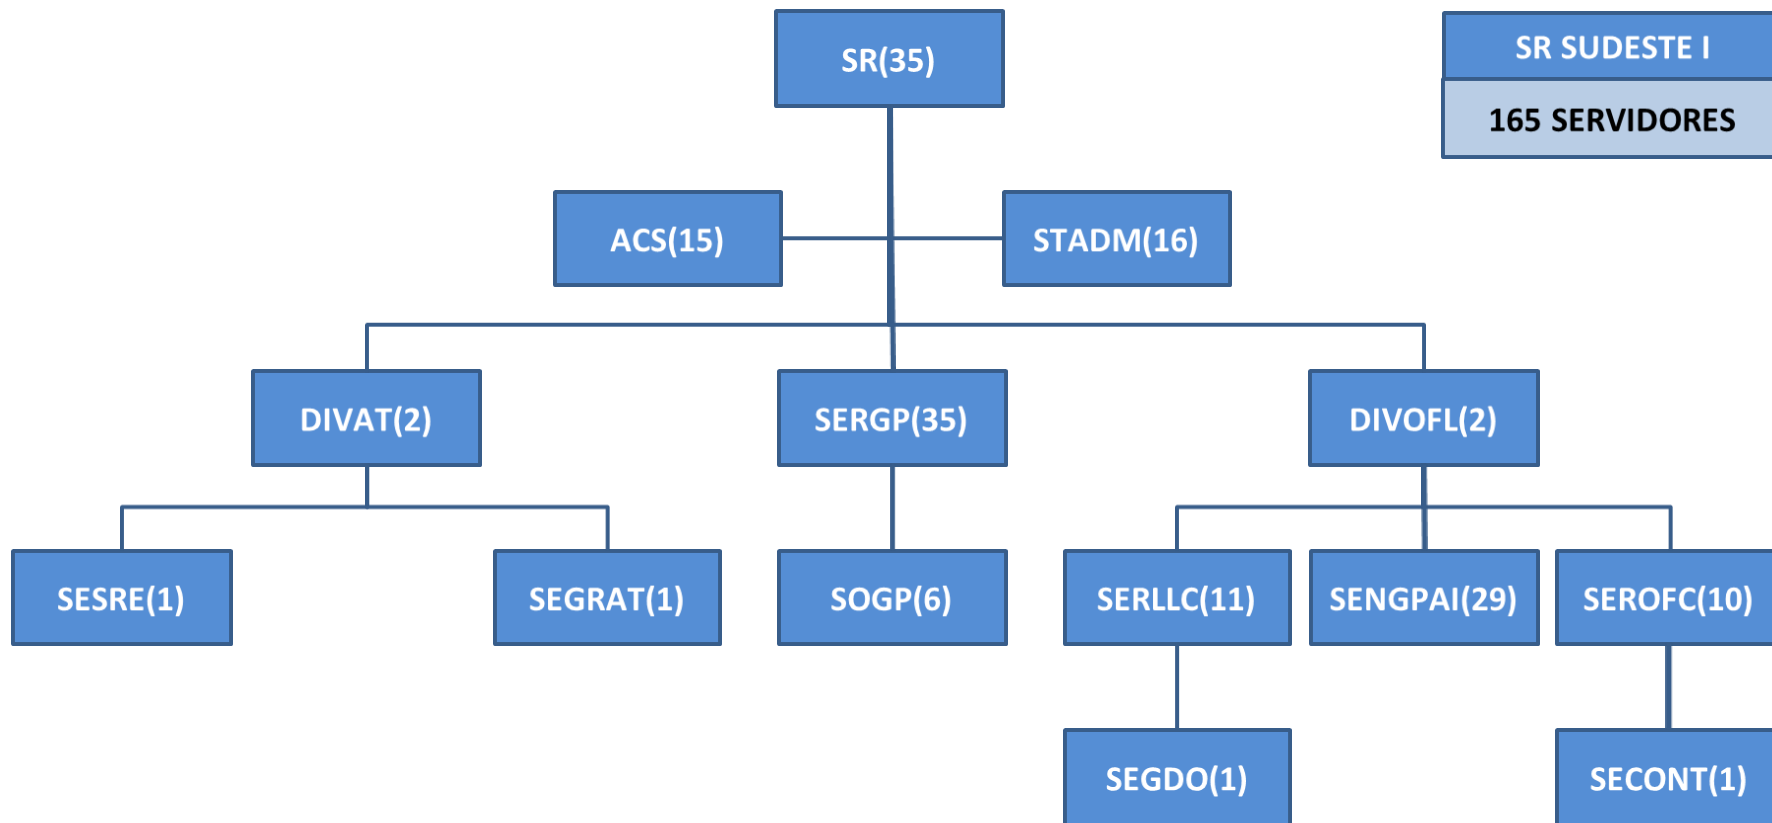 SR(35)
SR SUDESTE I
165 SERVIDORES
ACS(15)
STADM(16)
DIVAT(2)
SERGP(35)
DIVOFL(2)
SESRE(1)
SEGRAT(1)
SOGP(6)
SERLLC(11)
SENGPAI(29)
SEROFC(10)
SEGDO(1)
SECONT(1)